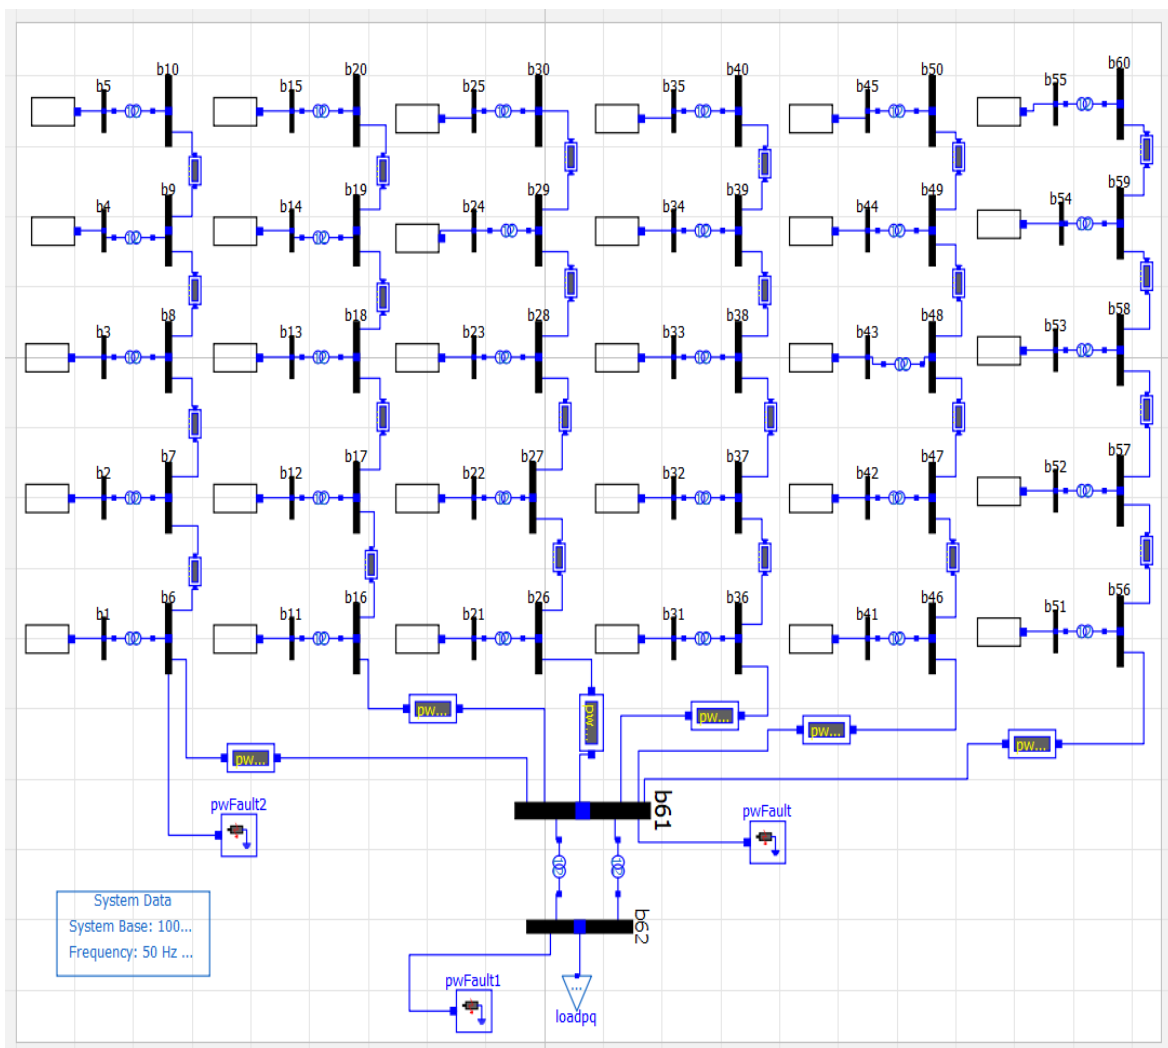 b10 b20 b30 b40 b50 b60
b5 b15 b25 b35 b45 b55
b9 b19 b29 b39 b49 b59
b4 b14 b24 b34 b44 b54
b8 b18 b28 b38 b48 b58
b3 b13 b23 b33 b43 b53
b7 b17 b27 b37 b47 b57
b2 b12 b22 b32 b42 b52
b6 b16 b26 b36 b46 b56
b1 b11 b21 b31 b41 b51
pw... pw... pw... pw...
pw... pw...
b61
pwFault2 pwFault
b62
System Data
System Base: 100...
Frequency: 50 Hz ...
pwFault1
...
loadpq